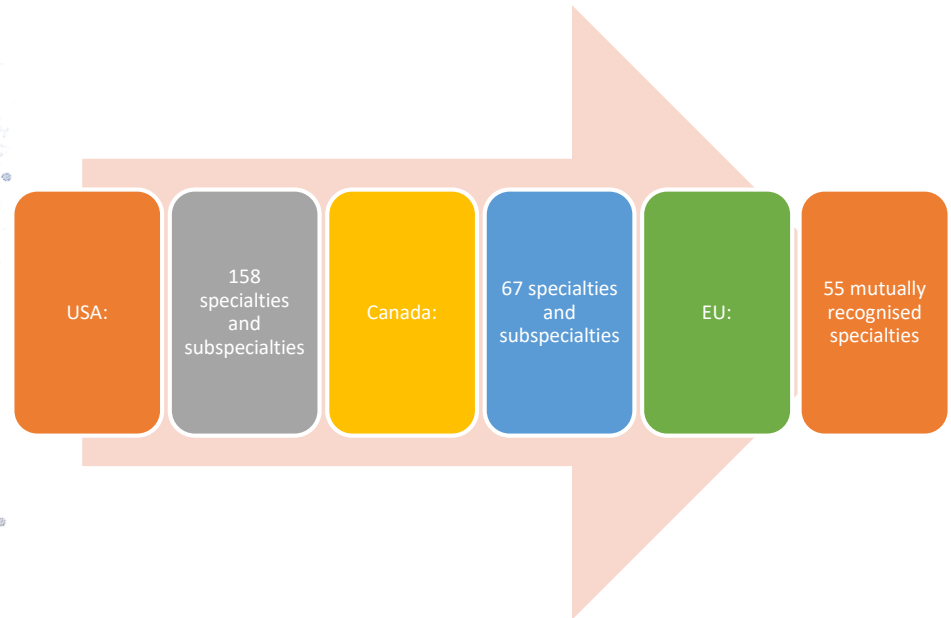 USA:
158
specialties
and
subspecialties
Canada:
67 specialties
and
subspecialties
EU:
55 mutually
recognised
specialties